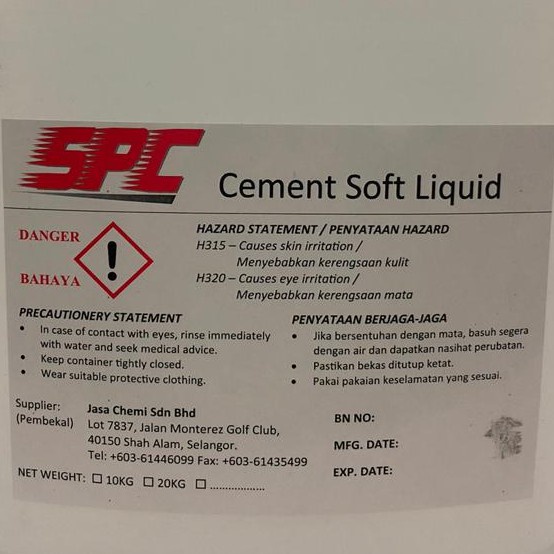 SPC
Cement Soft Liquid
DANGER
BAHAYA
!
HAZARD STATEMENT / PENYATAAN HAZARD
H315 – Causes skin irritation /
Menyebabkan kerengsaan kulit
H320 – Causes eye irritation /
Menyebabkan kerengsaan mata
PRECAUTIONERY STATEMENT
• In case of contact with eyes, rinse immediately
with water and seek medical advice.
• Keep container tightly closed.
• Wear suitable protective clothing.
PENYATAAN BERJAGA-JAGA
• Jika bersentuhan dengan mata, basuh segera
dengan air dan dapatkan nasihat perubatan.
• Pastikan bekas ditutup ketat.
• Pakai pakaian keselamatan yang sesuai.
Supplier: Jasa Chemi Sdn Bhd
(Pembekal) Lot 7837, Jalan Monterez Golf Club,
40150 Shah Alam, Selangor.
Tel: +603-61446099 Fax: +603-61435499
NET WEIGHT: ☐ 10KG ☐ 20KG ☐ ..................
BN NO:
MFG. DATE:
EXP. DATE: